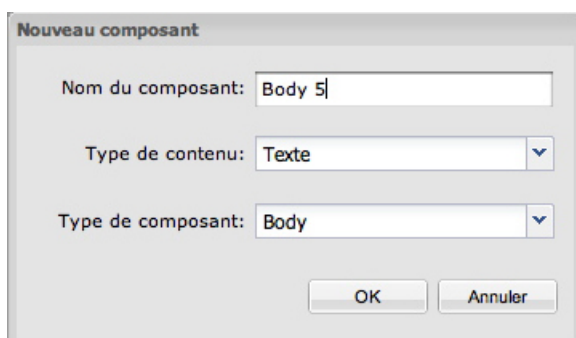 Nouveau composant
Nom du composant: Body 5
Type de contenu: Texte
Type de composant: Body
OK Annuler